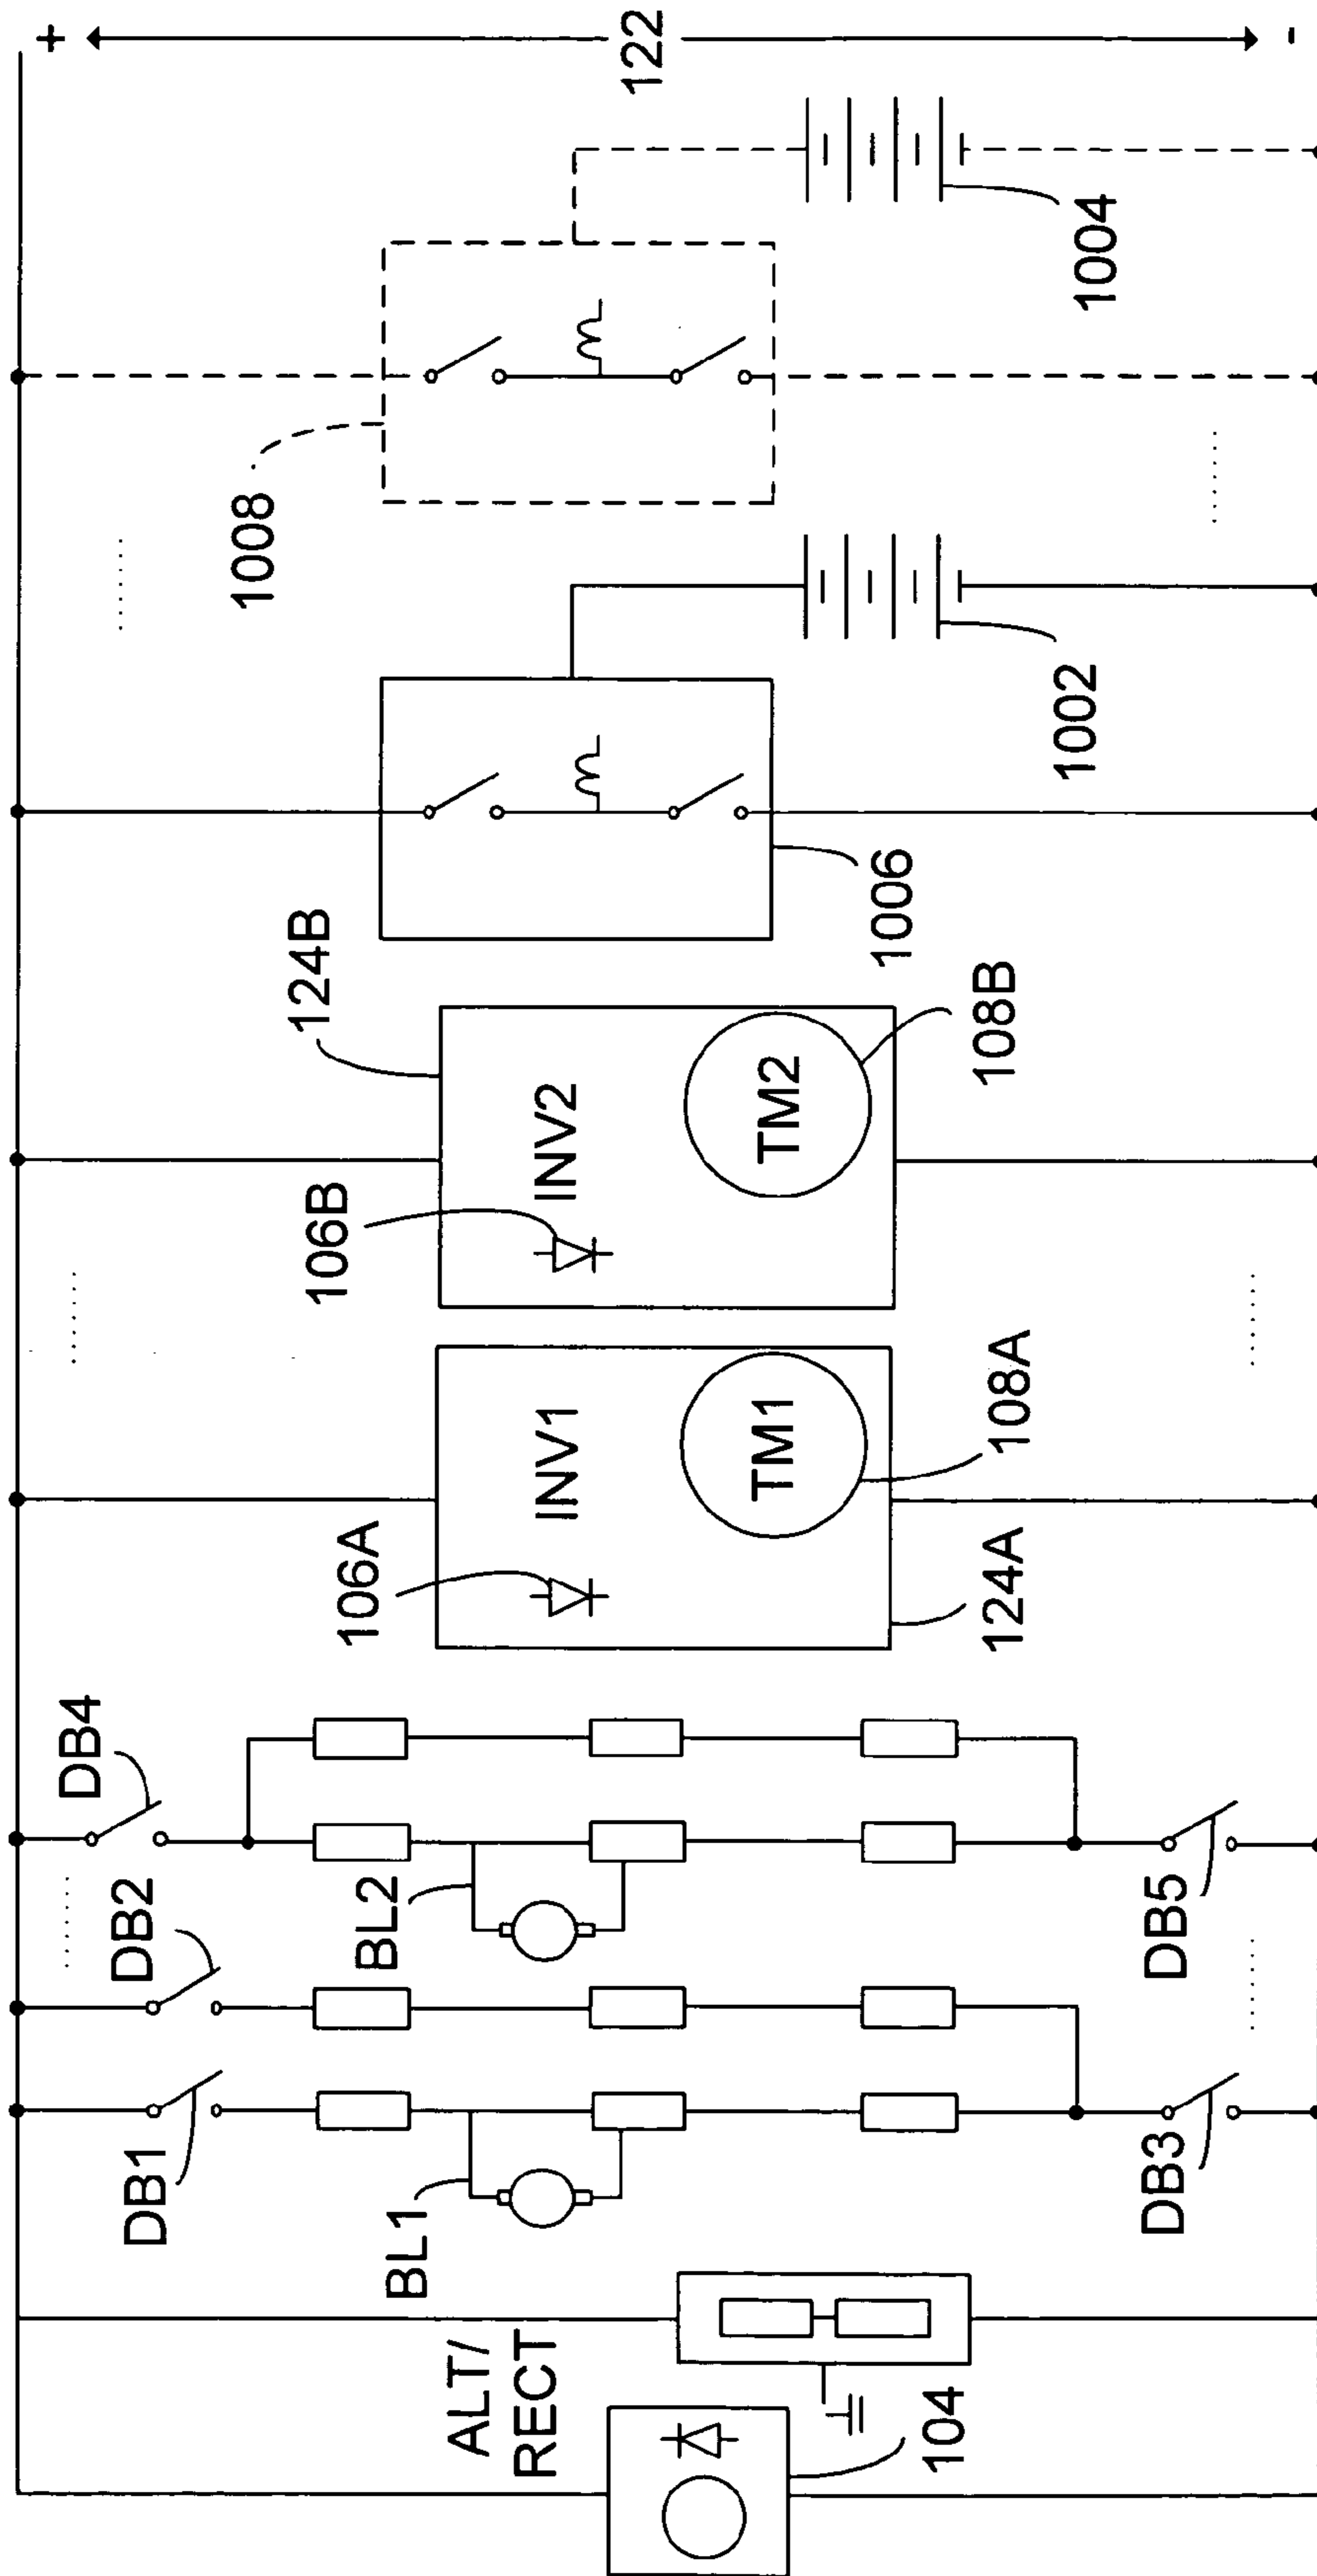 ALT/
RECT
104
BL1
DB1
DB2
DB3
BL2
DB4
DB5
106A
INV1
TM1
108A
124A
106B
INV2
TM2
108B
124B
1006
1002
1008
1004
+
122
-